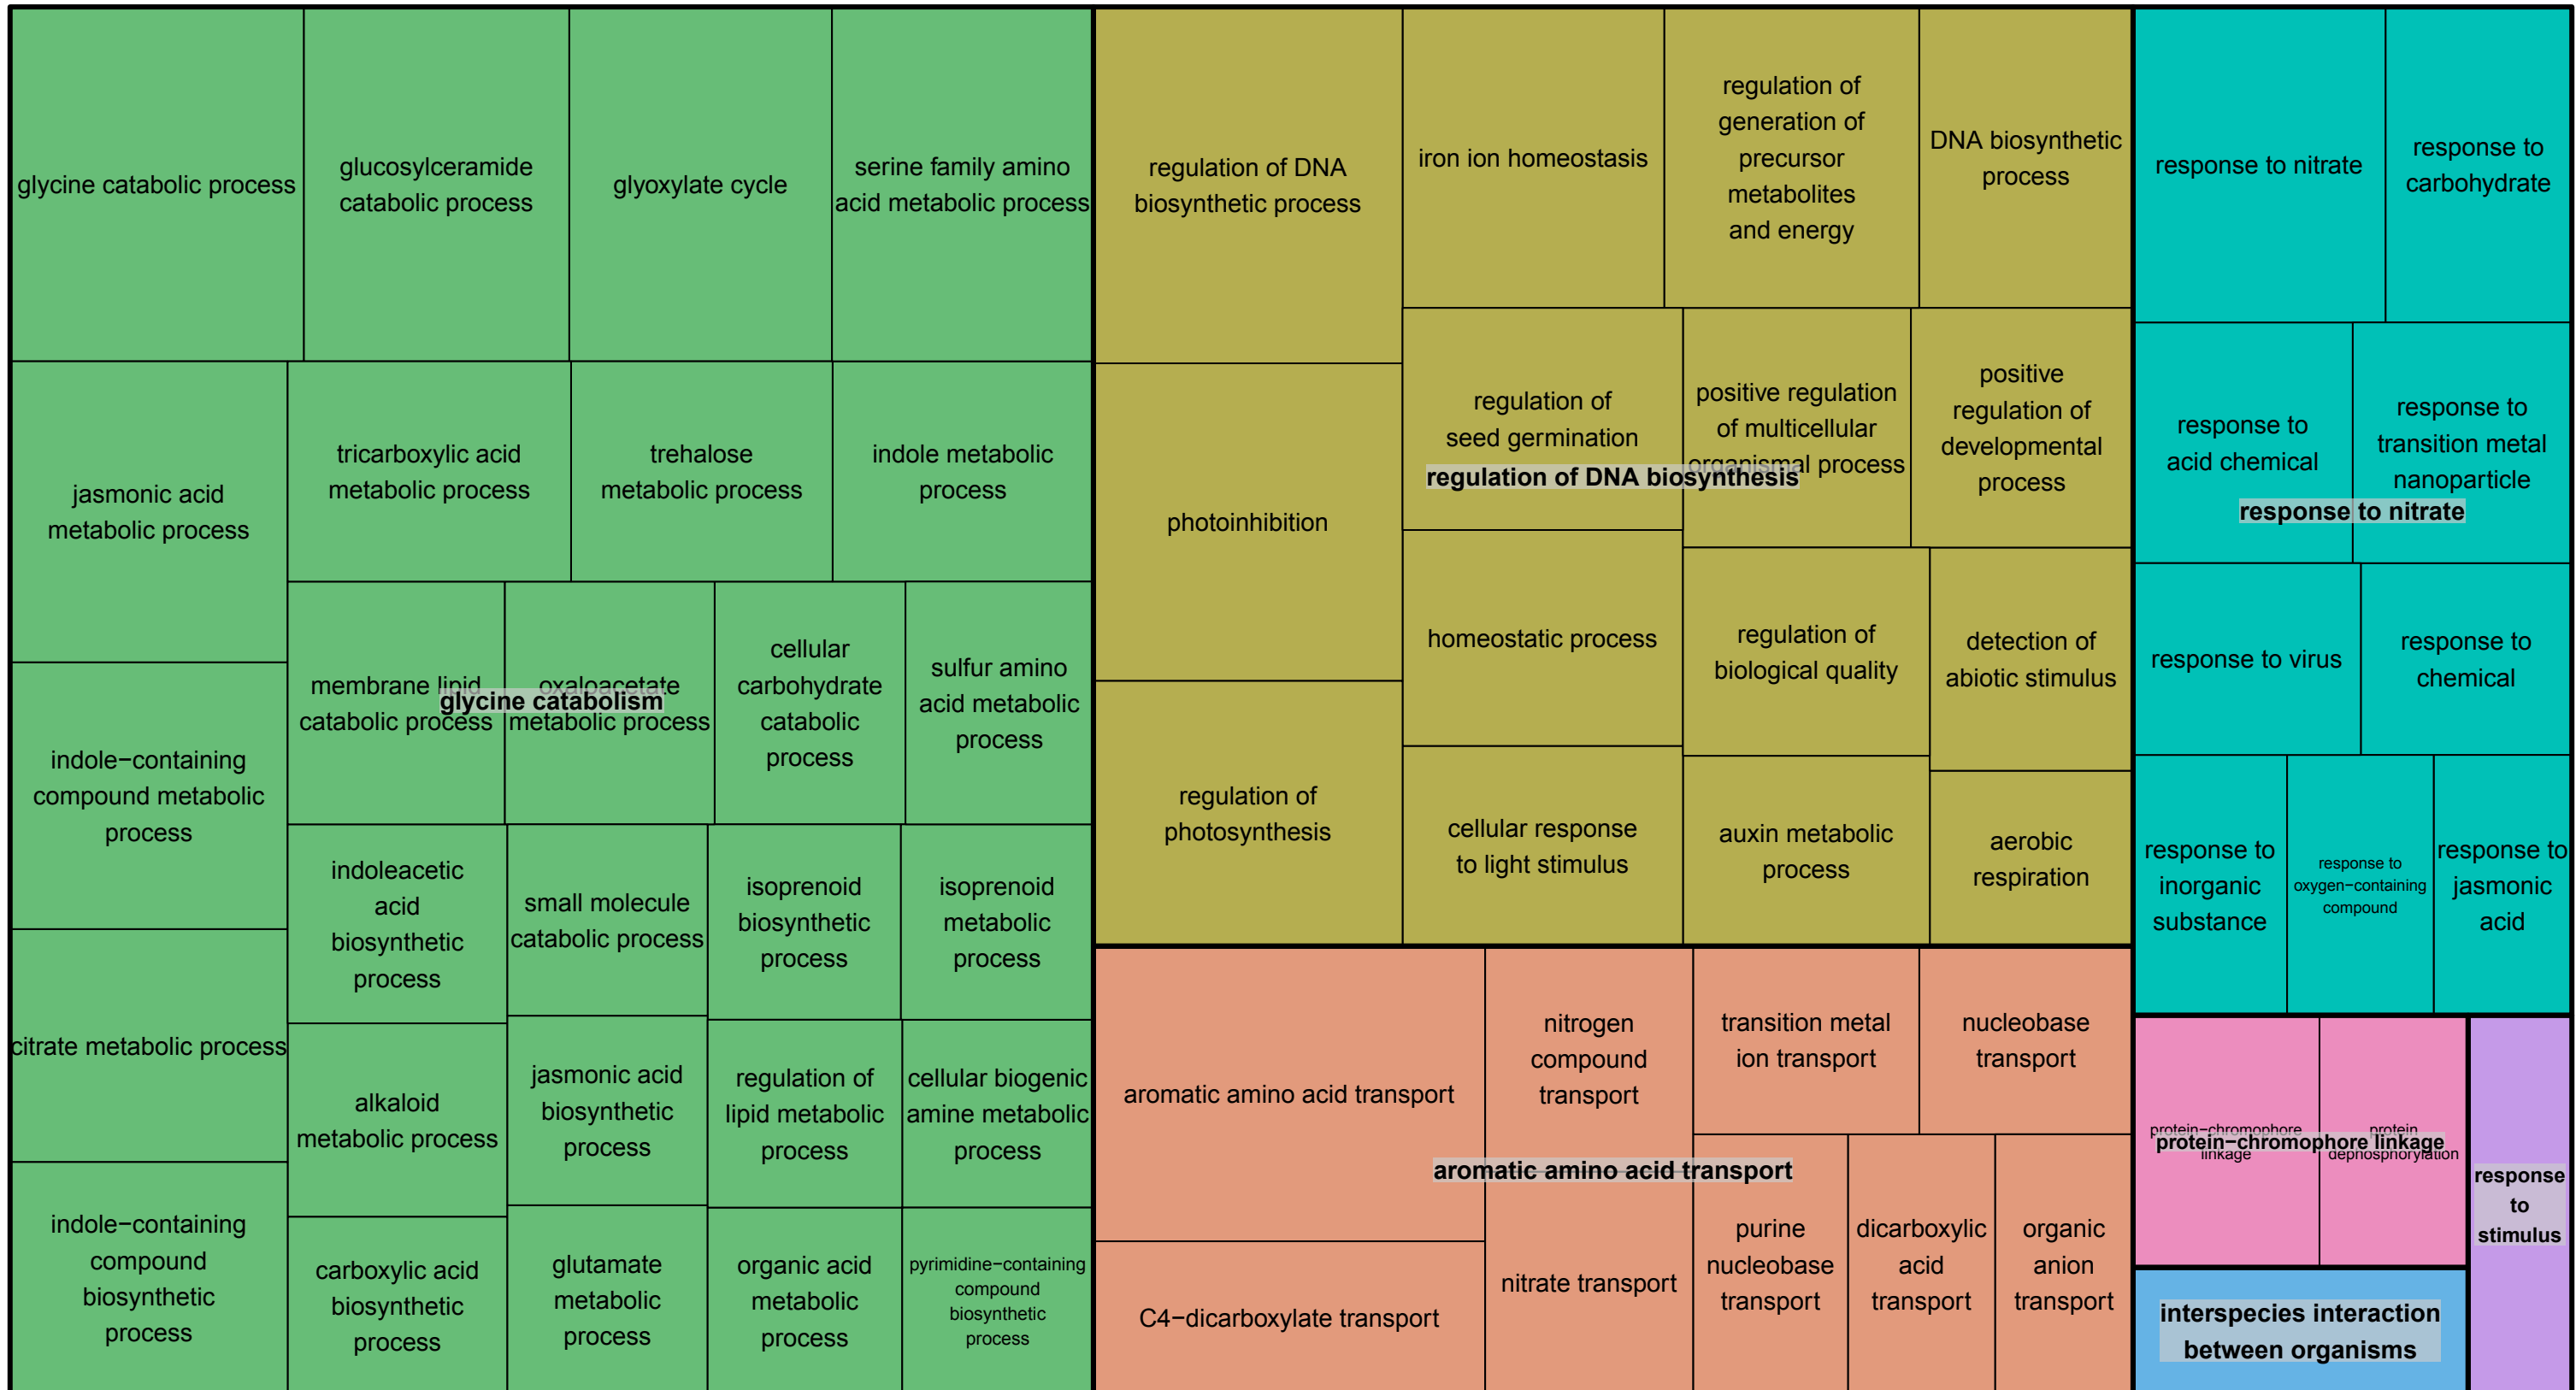 glycine catabolic process
glucosylceramide
catabolic process
glyoxylate cycle
serine family amino
acid metabolic process
jasmonic acid
metabolic process
tricarboxylic acid
metabolic process
trehalose
metabolic process
indole metabolic
process
indole−containing
compound metabolic
process
membrane lipid
catabolic process
oxaloacetate
metabolic process
cellular
carbohydrate
catabolic
process
sulfur amino
acid metabolic
process
glycine catabolism
citrate metabolic process
indoleacetic
acid
biosynthetic
process
small molecule
catabolic process
isoprenoid
biosynthetic
process
isoprenoid
metabolic
process
alkaloid
metabolic process
jasmonic acid
biosynthetic
process
regulation of
lipid metabolic
process
cellular biogenic
amine metabolic
process
indole−containing
compound
biosynthetic
process
carboxylic acid
biosynthetic
process
glutamate
metabolic
process
organic acid
metabolic
process
pyrimidine−containing
compound
biosynthetic
process
regulation of DNA
biosynthetic process
iron ion homeostasis
regulation of
generation of
precursor
metabolites
and energy
DNA biosynthetic
process
photoinhibition
regulation of
seed germination
positive regulation
of multicellular
organismal process
positive
regulation of
developmental
process
regulation of DNA biosynthesis
homeostatic process
regulation of
biological quality
detection of
abiotic stimulus
regulation of
photosynthesis
cellular response
to light stimulus
auxin metabolic
process
aerobic
respiration
aromatic amino acid transport
nitrogen
compound
transport
transition metal
ion transport
nucleobase
transport
aromatic amino acid transport
C4−dicarboxylate transport
nitrate transport
purine
nucleobase
transport
dicarboxylic
acid
transport
organic
anion
transport
response to nitrate
response to
carbohydrate
response to
acid chemical
response to
transition metal
nanoparticle
response to nitrate
response to virus
response to
chemical
response to
inorganic
substance
response to
oxygen−containing
compound
response to
jasmonic
acid
protein−chromophore
linkage
protein
dephosphorylation
protein−chromophore linkage
response
to
stimulus
interspecies interaction
between organisms